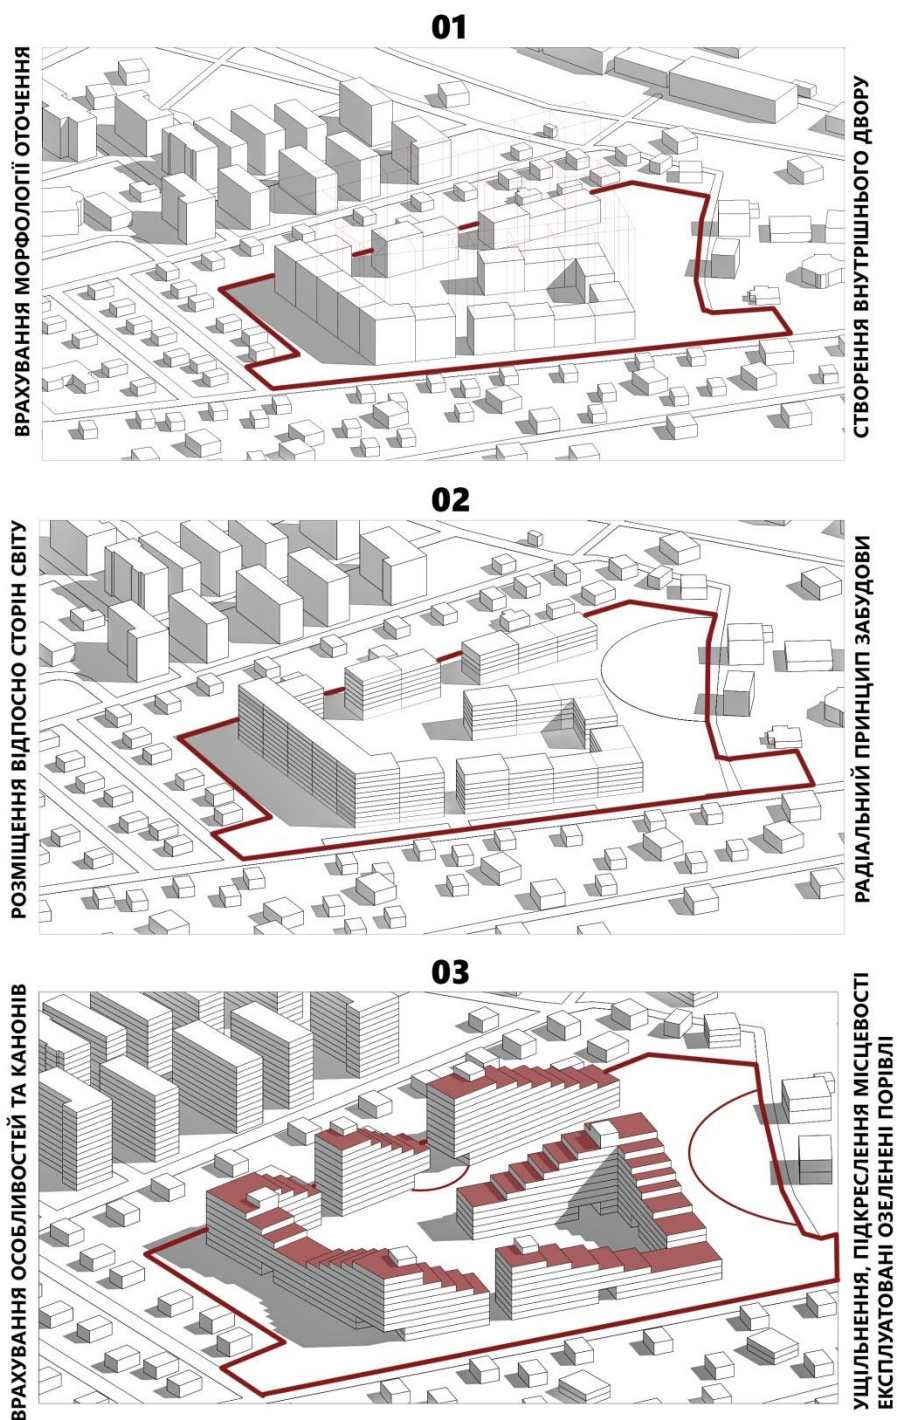 01
ВРАХУВАННЯ МОРФОЛОГІЇ ОТОЧЕННЯ
СТВОРЕННЯ ВНУТРІШНЬОГО ДВОРУ
02
РОЗМІЩЕННЯ ВІДПОСНО СТОРІН СВІТУ
РАДІАЛЬНИЙ ПРИНЦИП ЗАБУДОВИ
03
ВРАХУВАННЯ ОСОБЛИВОСТЕЙ ТА КАНОНІВ
УЩІЛЬНЕННЯ, ПІДКРЕСЛЕННЯ МІСЦЕВОСТІ
ЕКСПЛУАТОВАНІ ОЗЕЛЕНЕНІ ПОРІВЛІ